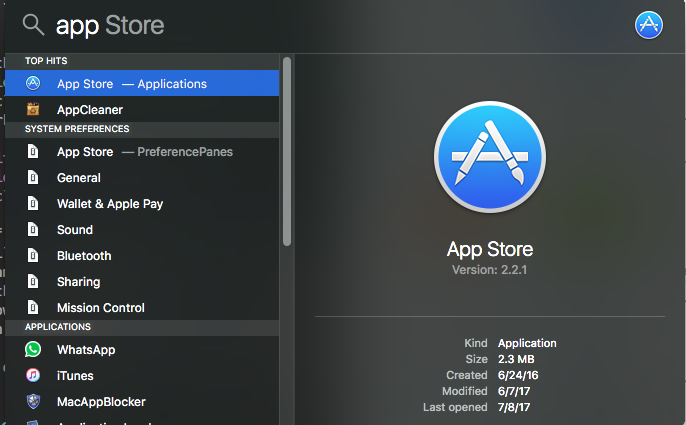 app Store
TOP HITS
App Store — Applications
AppCleaner
SYSTEM PREFERENCES
App Store — PreferencePanes
General
Wallet & Apple Pay
Sound
Bluetooth
Sharing
Mission Control
APPLICATIONS
WhatsApp
iTunes
MacAppBlocker
App Store
Version: 2.2.1
Kind Application
Size 2.3 MB
Created 6/24/16
Modified 6/7/17
Last opened 7/8/17